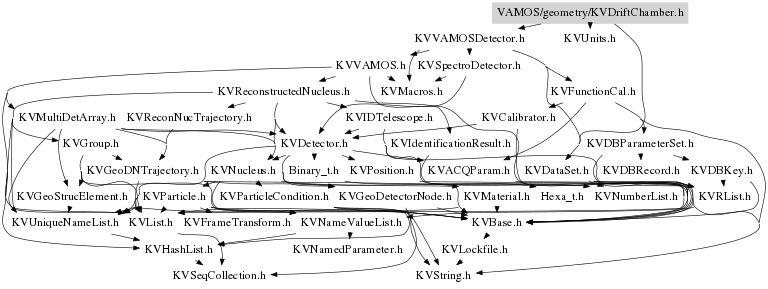 VAMOS/geometry/KVDriftChamber.h
KVVAMOSDetector.h KVUnits.h
KVVAMOS.h KVSpectroDetector.h
KVReconstructedNucleus.h KVMacros.h KVFunctionCal.h
KVMultiDetArray.h KVReconNucTrajectory.h KVIDTelescope.h KVCalibrator.h
KVGroup.h KVDetector.h KVIdentificationResult.h KVDBParameterSet.h
KVGeoDNTrajectory.h KVNucleus.h Binary_t.h KVPosition.h KVACQParam.h KVDataSet.h KVDBRecord.h KVDBKey.h
KVGeoStrucElement.h KVParticle.h KVParticleCondition.h KVGeoDetectorNode.h KVMaterial.h Hexa_t.h KVNumberList.h KVRList.h
KVUniqueNameList.h KVList.h KVFrameTransform.h KVNameValueList.h KVBase.h
KVHashList.h KVNamedParameter.h KVLockfile.h
KVSeqCollection.h KVString.h